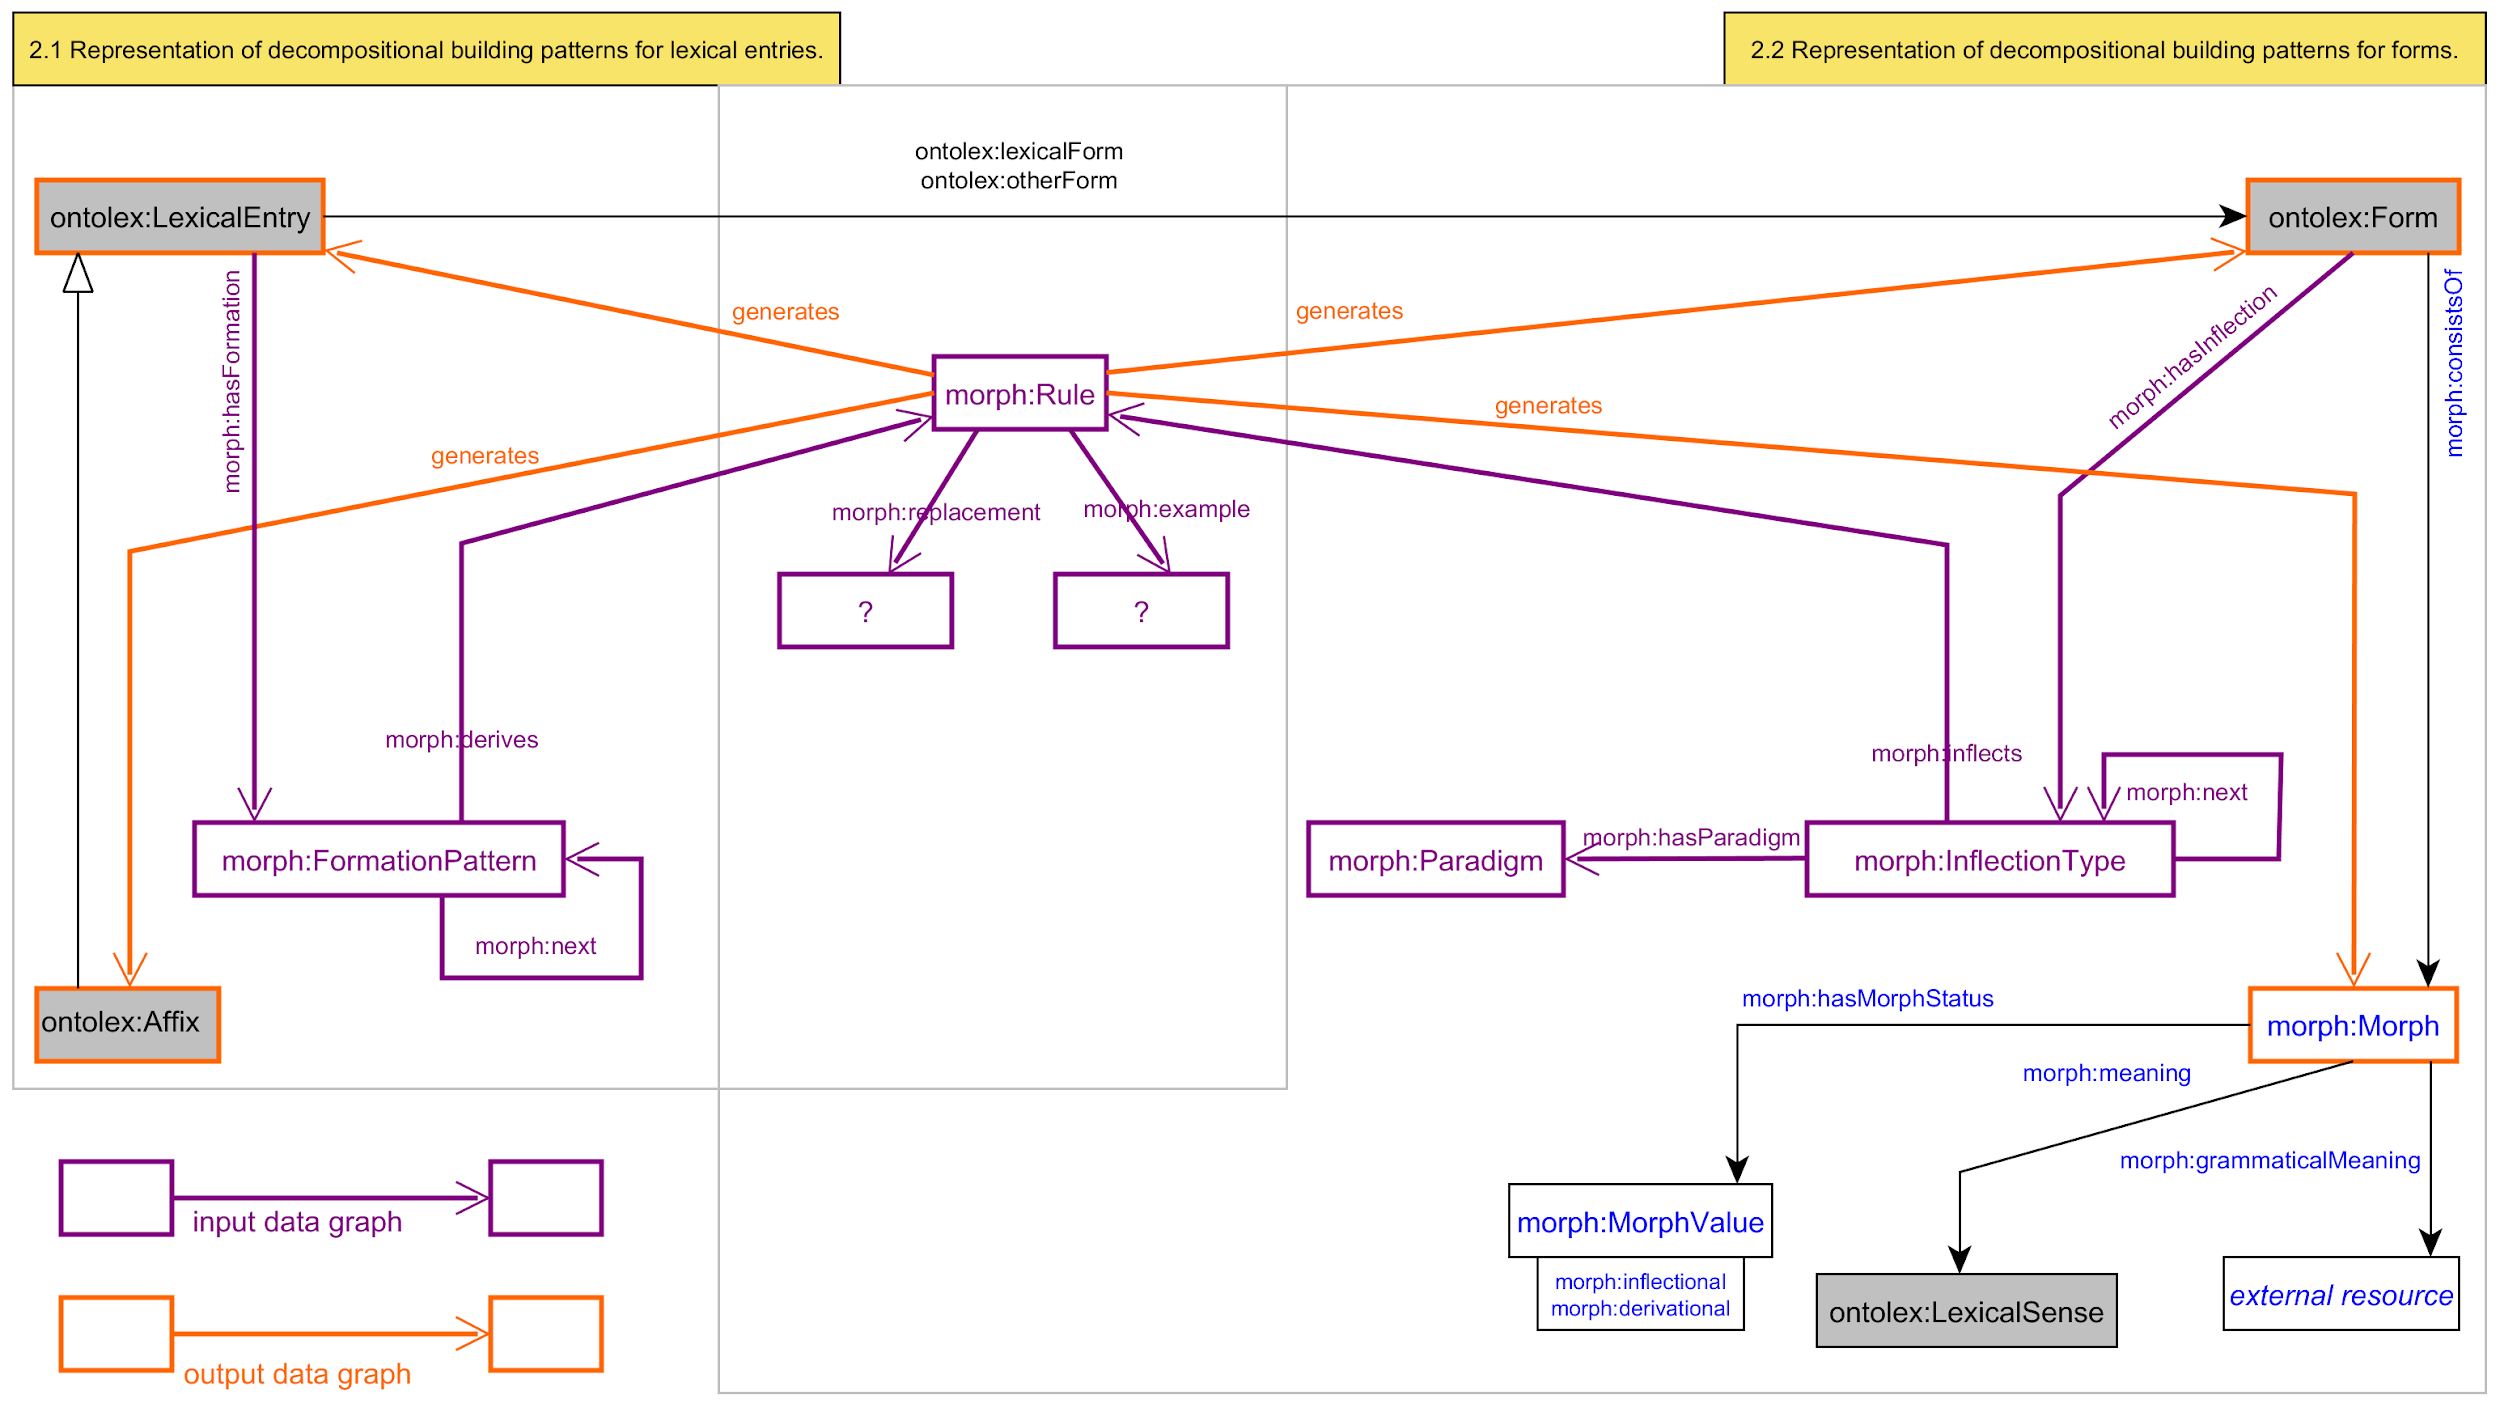 2.1 Representation of decompositional building patterns for lexical entries.
2.2 Representation of decompositional building patterns for forms.
ontolex:lexicalForm
ontolex:otherForm
ontolex:LexicalEntry
ontolex:Form
morph:hasFormation
generates
generates
morph:hasInflection
morph:consistsOf
morph:Rule
generates
generates
morph:replacement
morph:example
?
?
morph:derives
morph:inflects
morph:next
morph:hasParadigm
morph:FormationPattern
morph:Paradigm
morph:InflectionType
morph:next
ontolex:Affix
morph:hasMorphStatus
morph:Morph
morph:meaning
morph:grammaticalMeaning
input data graph
morph:MorphValue
morph:inflectional
morph:derivational
ontolex:LexicalSense
external resource
output data graph